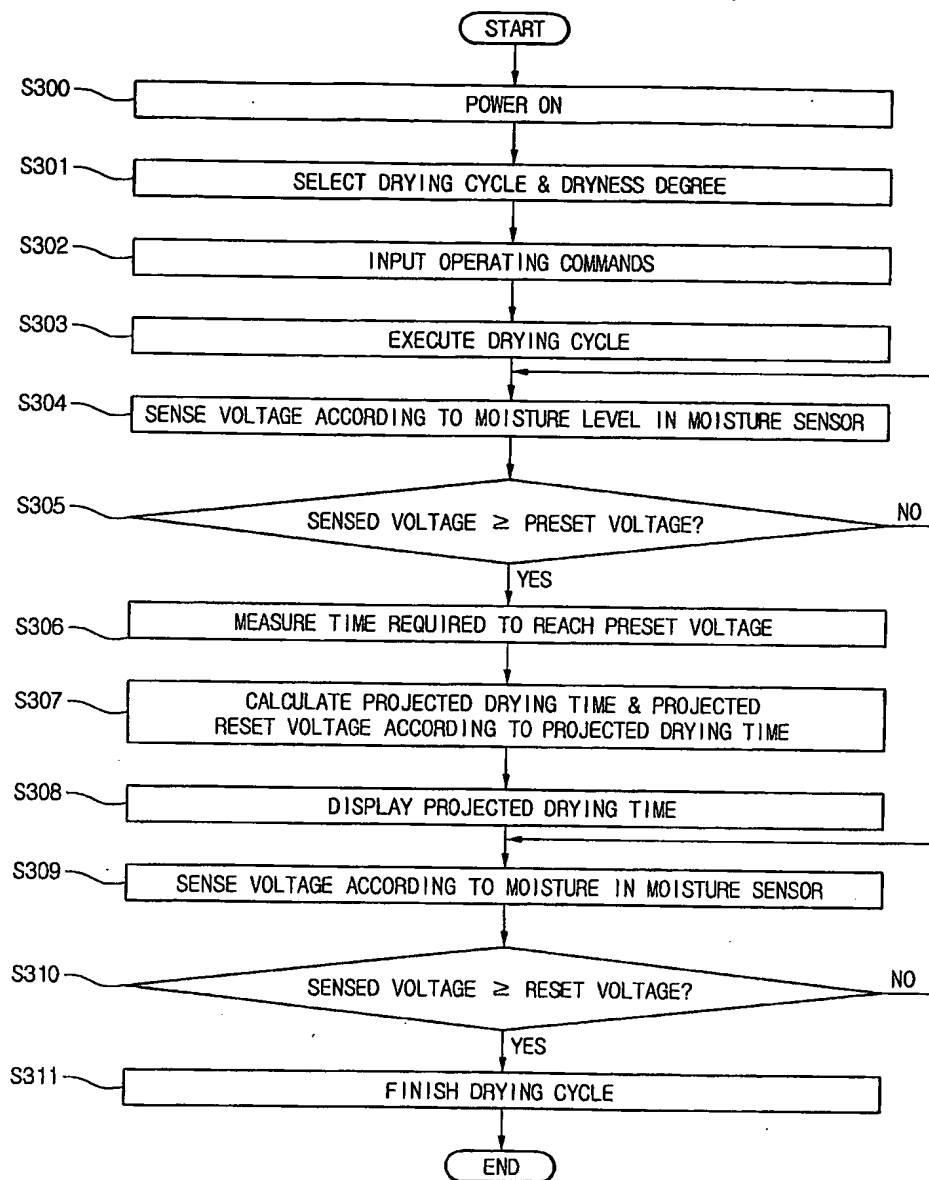 START
S300
POWER ON
S301
SELECT DRYING CYCLE & DRYNESS DEGREE
S302
INPUT OPERATING COMMANDS
S303
EXECUTE DRYING CYCLE
S304
SENSE VOLTAGE ACCORDING TO MOISTURE LEVEL IN MOISTURE SENSOR
S305
SENSED VOLTAGE ≥ PRESET VOLTAGE?
NO
YES
S306
MEASURE TIME REQUIRED TO REACH PRESET VOLTAGE
S307
CALCULATE PROJECTED DRYING TIME & PROJECTED
RESET VOLTAGE ACCORDING TO PROJECTED DRYING TIME
S308
DISPLAY PROJECTED DRYING TIME
S309
SENSE VOLTAGE ACCORDING TO MOISTURE IN MOISTURE SENSOR
S310
SENSED VOLTAGE ≥ RESET VOLTAGE?
NO
YES
S311
FINISH DRYING CYCLE
END